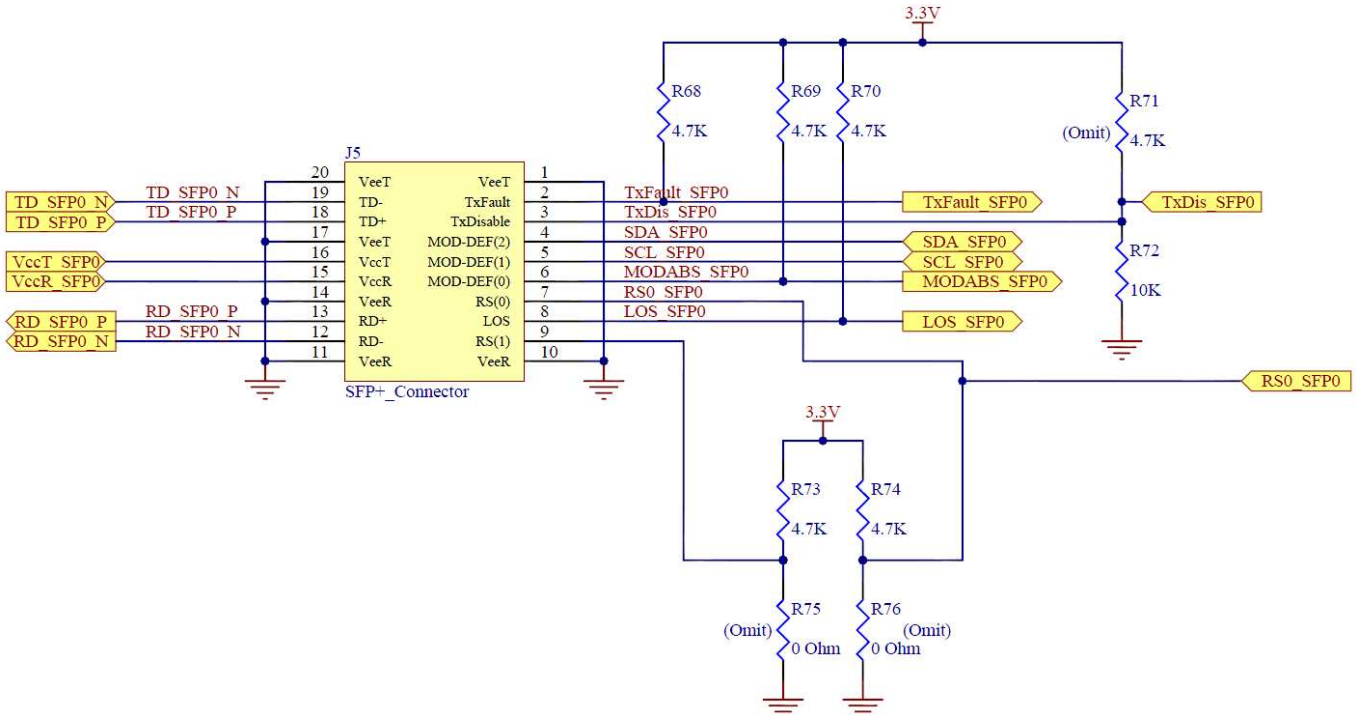 3.3V
R68
4.7K
R69
4.7K
R70
4.7K
R71
(Omit)
4.7K
J5
20 VeeT VeeT 1
TD_SFP0_N TD_SFP0_N 19 TD- TxFault 2 TxFault_SFP0 TxFault_SFP0 TxDis_SFP0
TD_SFP0_P TD_SFP0_P 18 TD+ TxDisable 3 TxDis_SFP0
17 VeeT MOD-DEF(2) 4 SDA_SFP0 SDA_SFP0
VccT_SFP0 16 VccT MOD-DEF(1) 5 SCL_SFP0 SCL_SFP0
VccR_SFP0 15 VccR MOD-DEF(0) 6 MODABS_SFP0 MODABS_SFP0
14 VeeR RS(0) 7 RS0_SFP0
RD_SFP0_P RD_SFP0_P 13 RD+ LOS 8 LOS_SFP0 LOS_SFP0
RD_SFP0_N RD_SFP0_N 12 RD- RS(1) 9
11 VeeR VeeR 10
SFP+_Connector
R72
10K
RS0_SFP0
3.3V
R73
4.7K
R74
4.7K
R75
(Omit)
0 Ohm
R76
(Omit)
0 Ohm